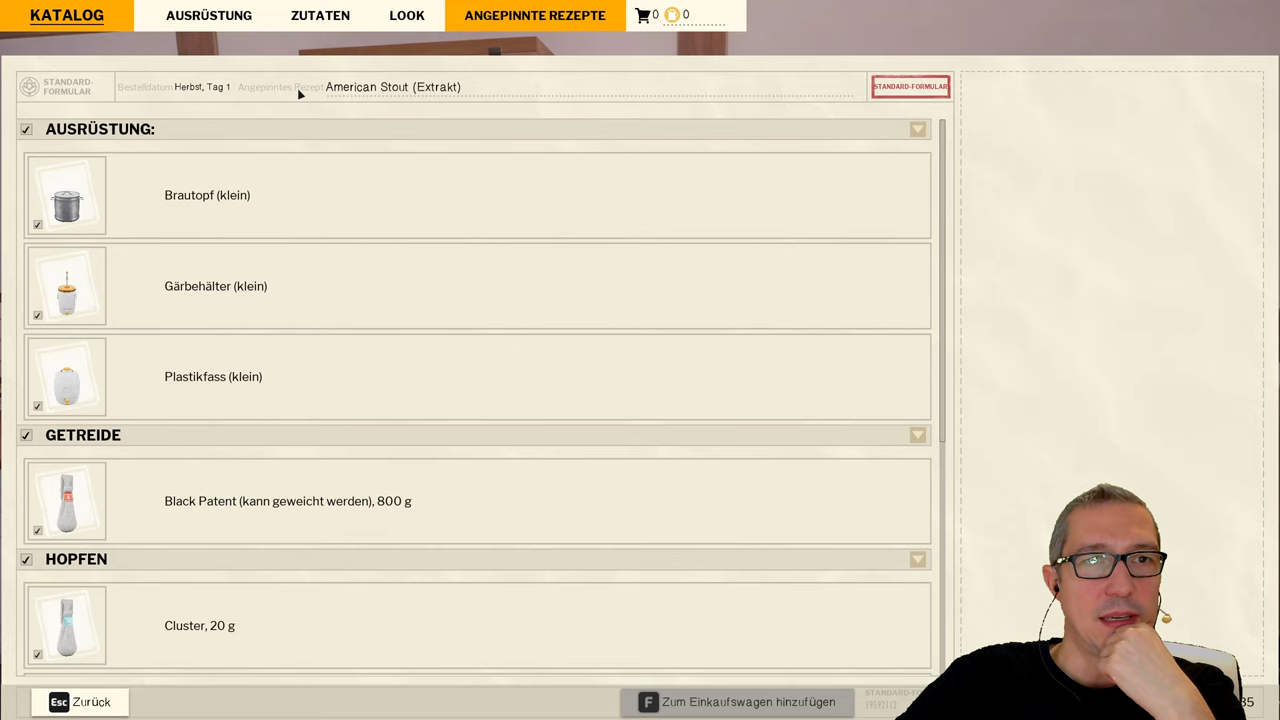 KATALOG AUSRÜSTUNG ZUTATEN LOOK ANGEPINNTE REZEPTE 0 0
STANDARD-
FORMULAR
Bestelldatum Herbst, Tag 1 Angepinntes Rezept American Stout (Extrakt)
STANDARD-FORMULAR
AUSRÜSTUNG:
Brautopf (klein)
Gärbehälter (klein)
Plastikfass (klein)
GETREIDE
Black Patent (kann geweicht werden), 800 g
HOPFEN
Cluster, 20 g
Esc Zurück
F Zum Einkaufswagen hinzufügen